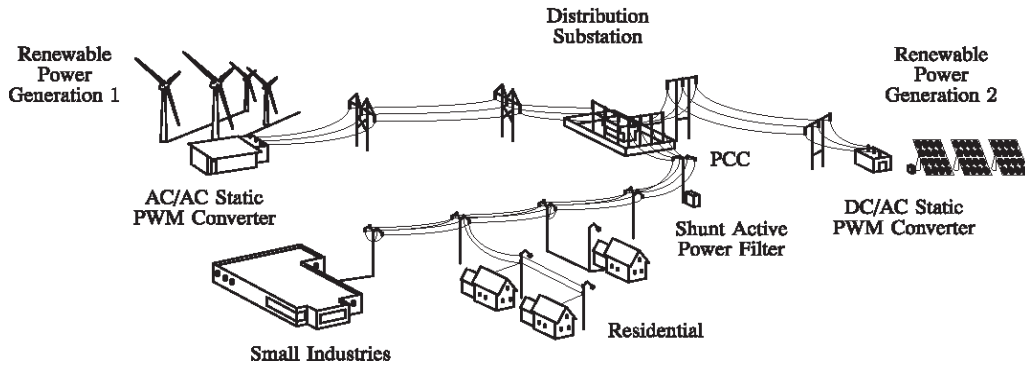 Distribution
Substation
Renewable
Power
Generation 1
Renewable
Power
Generation 2
PCC
AC/AC Static
PWM Converter
DC/AC Static
PWM Converter
Shunt Active
Power Filter
Residential
Small Industries